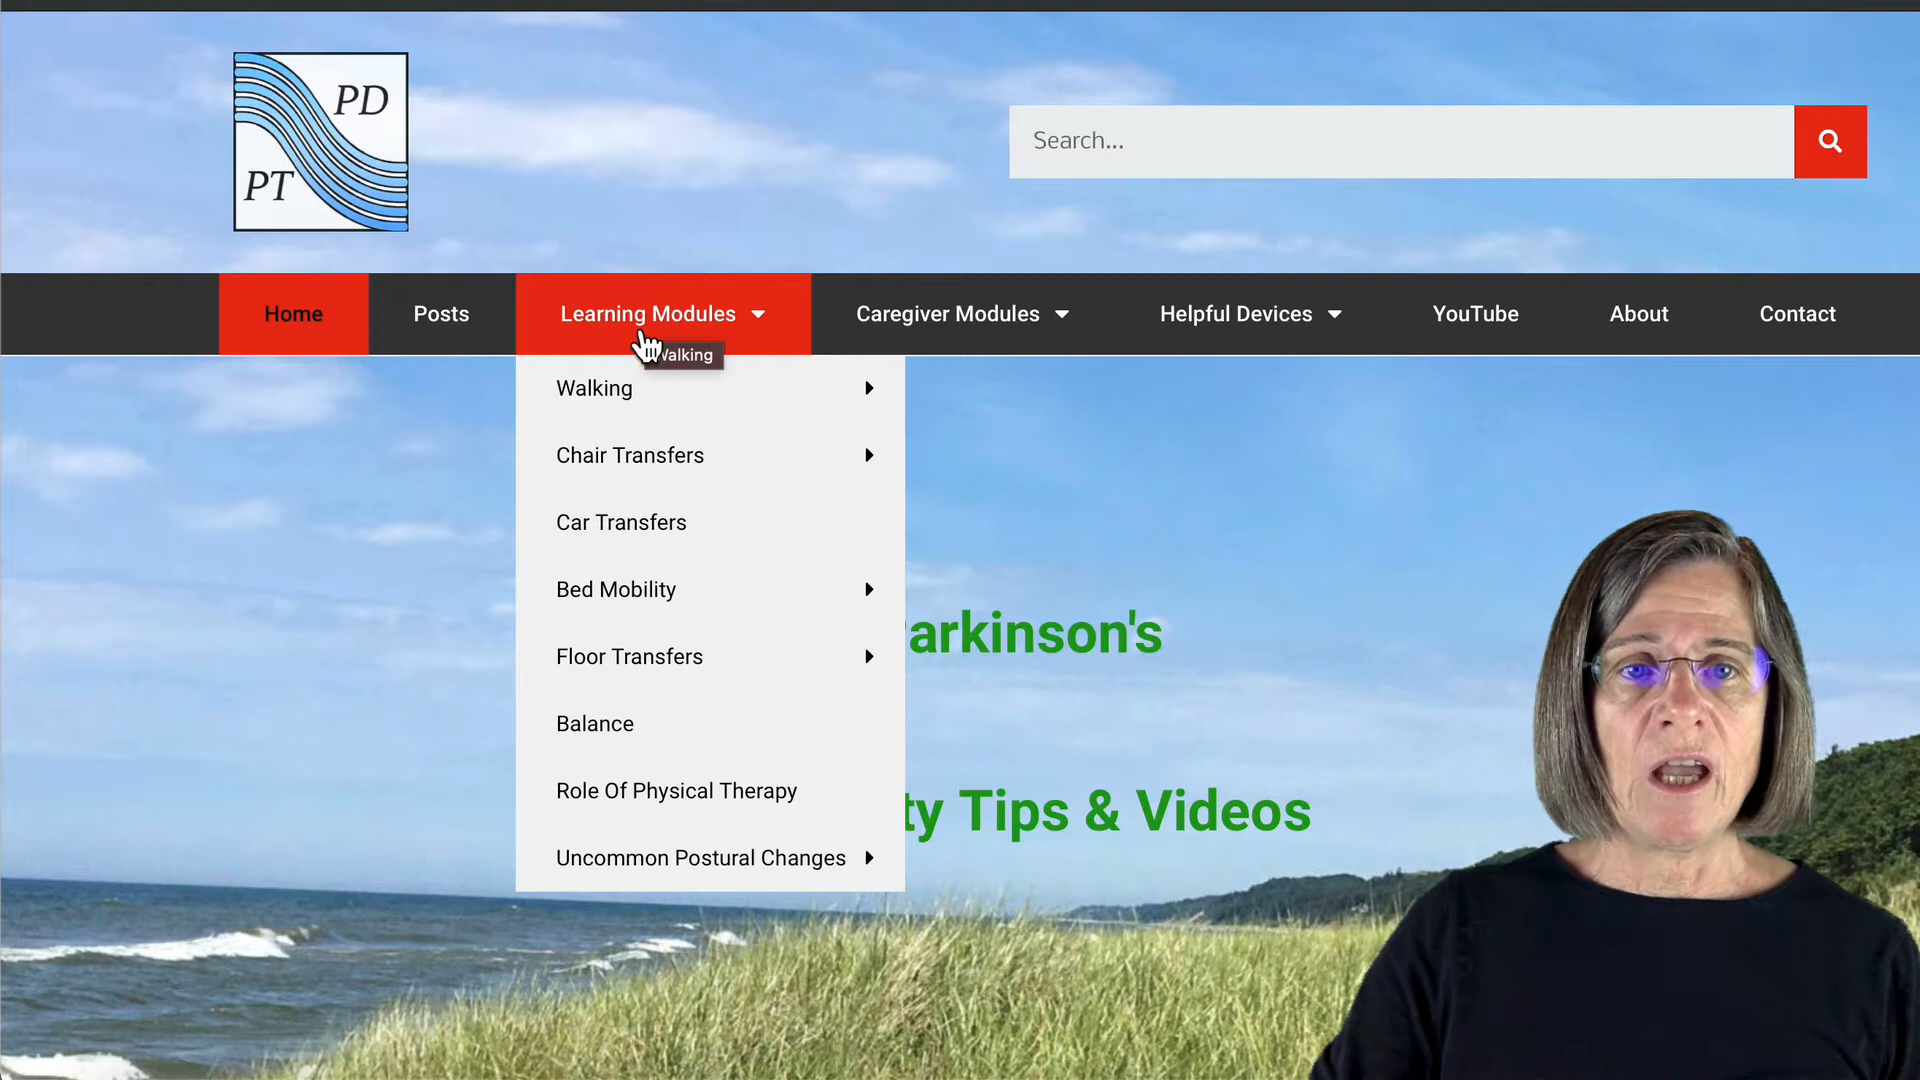 PD
PT
Search...
Home
Posts
Learning Modules
Caregiver Modules
Helpful Devices
YouTube
About
Contact
Walking
Walking
Chair Transfers
Car Transfers
Bed Mobility
Floor Transfers
Balance
Role Of Physical Therapy
Uncommon Postural Changes
arkinson's
ty Tips & Videos